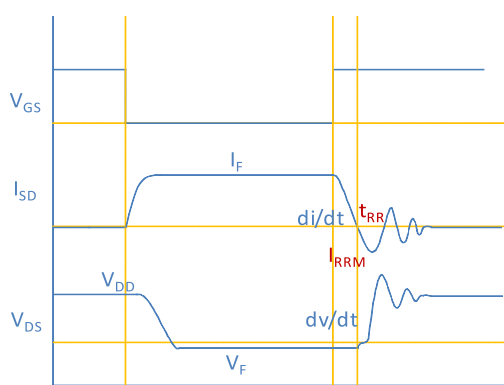 V_GS
I_F
I_SD
t_RR
di/dt
I_RRM
V_DD
V_DS
dv/dt
V_F